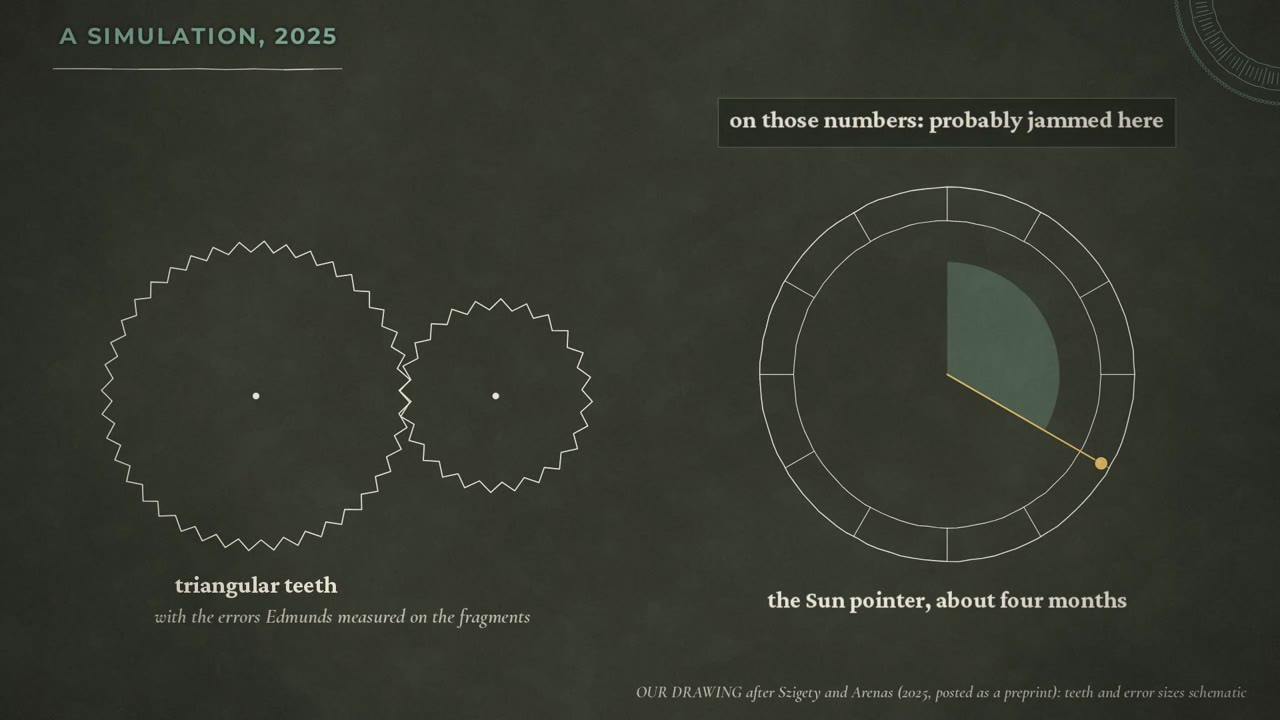 A SIMULATION, 2025
on those numbers: probably jammed here
triangular teeth
with the errors Edmunds measured on the fragments
the Sun pointer, about four months
OUR DRAWING after Szigety and Arenas (2025, posted as a preprint): teeth and error sizes schematic